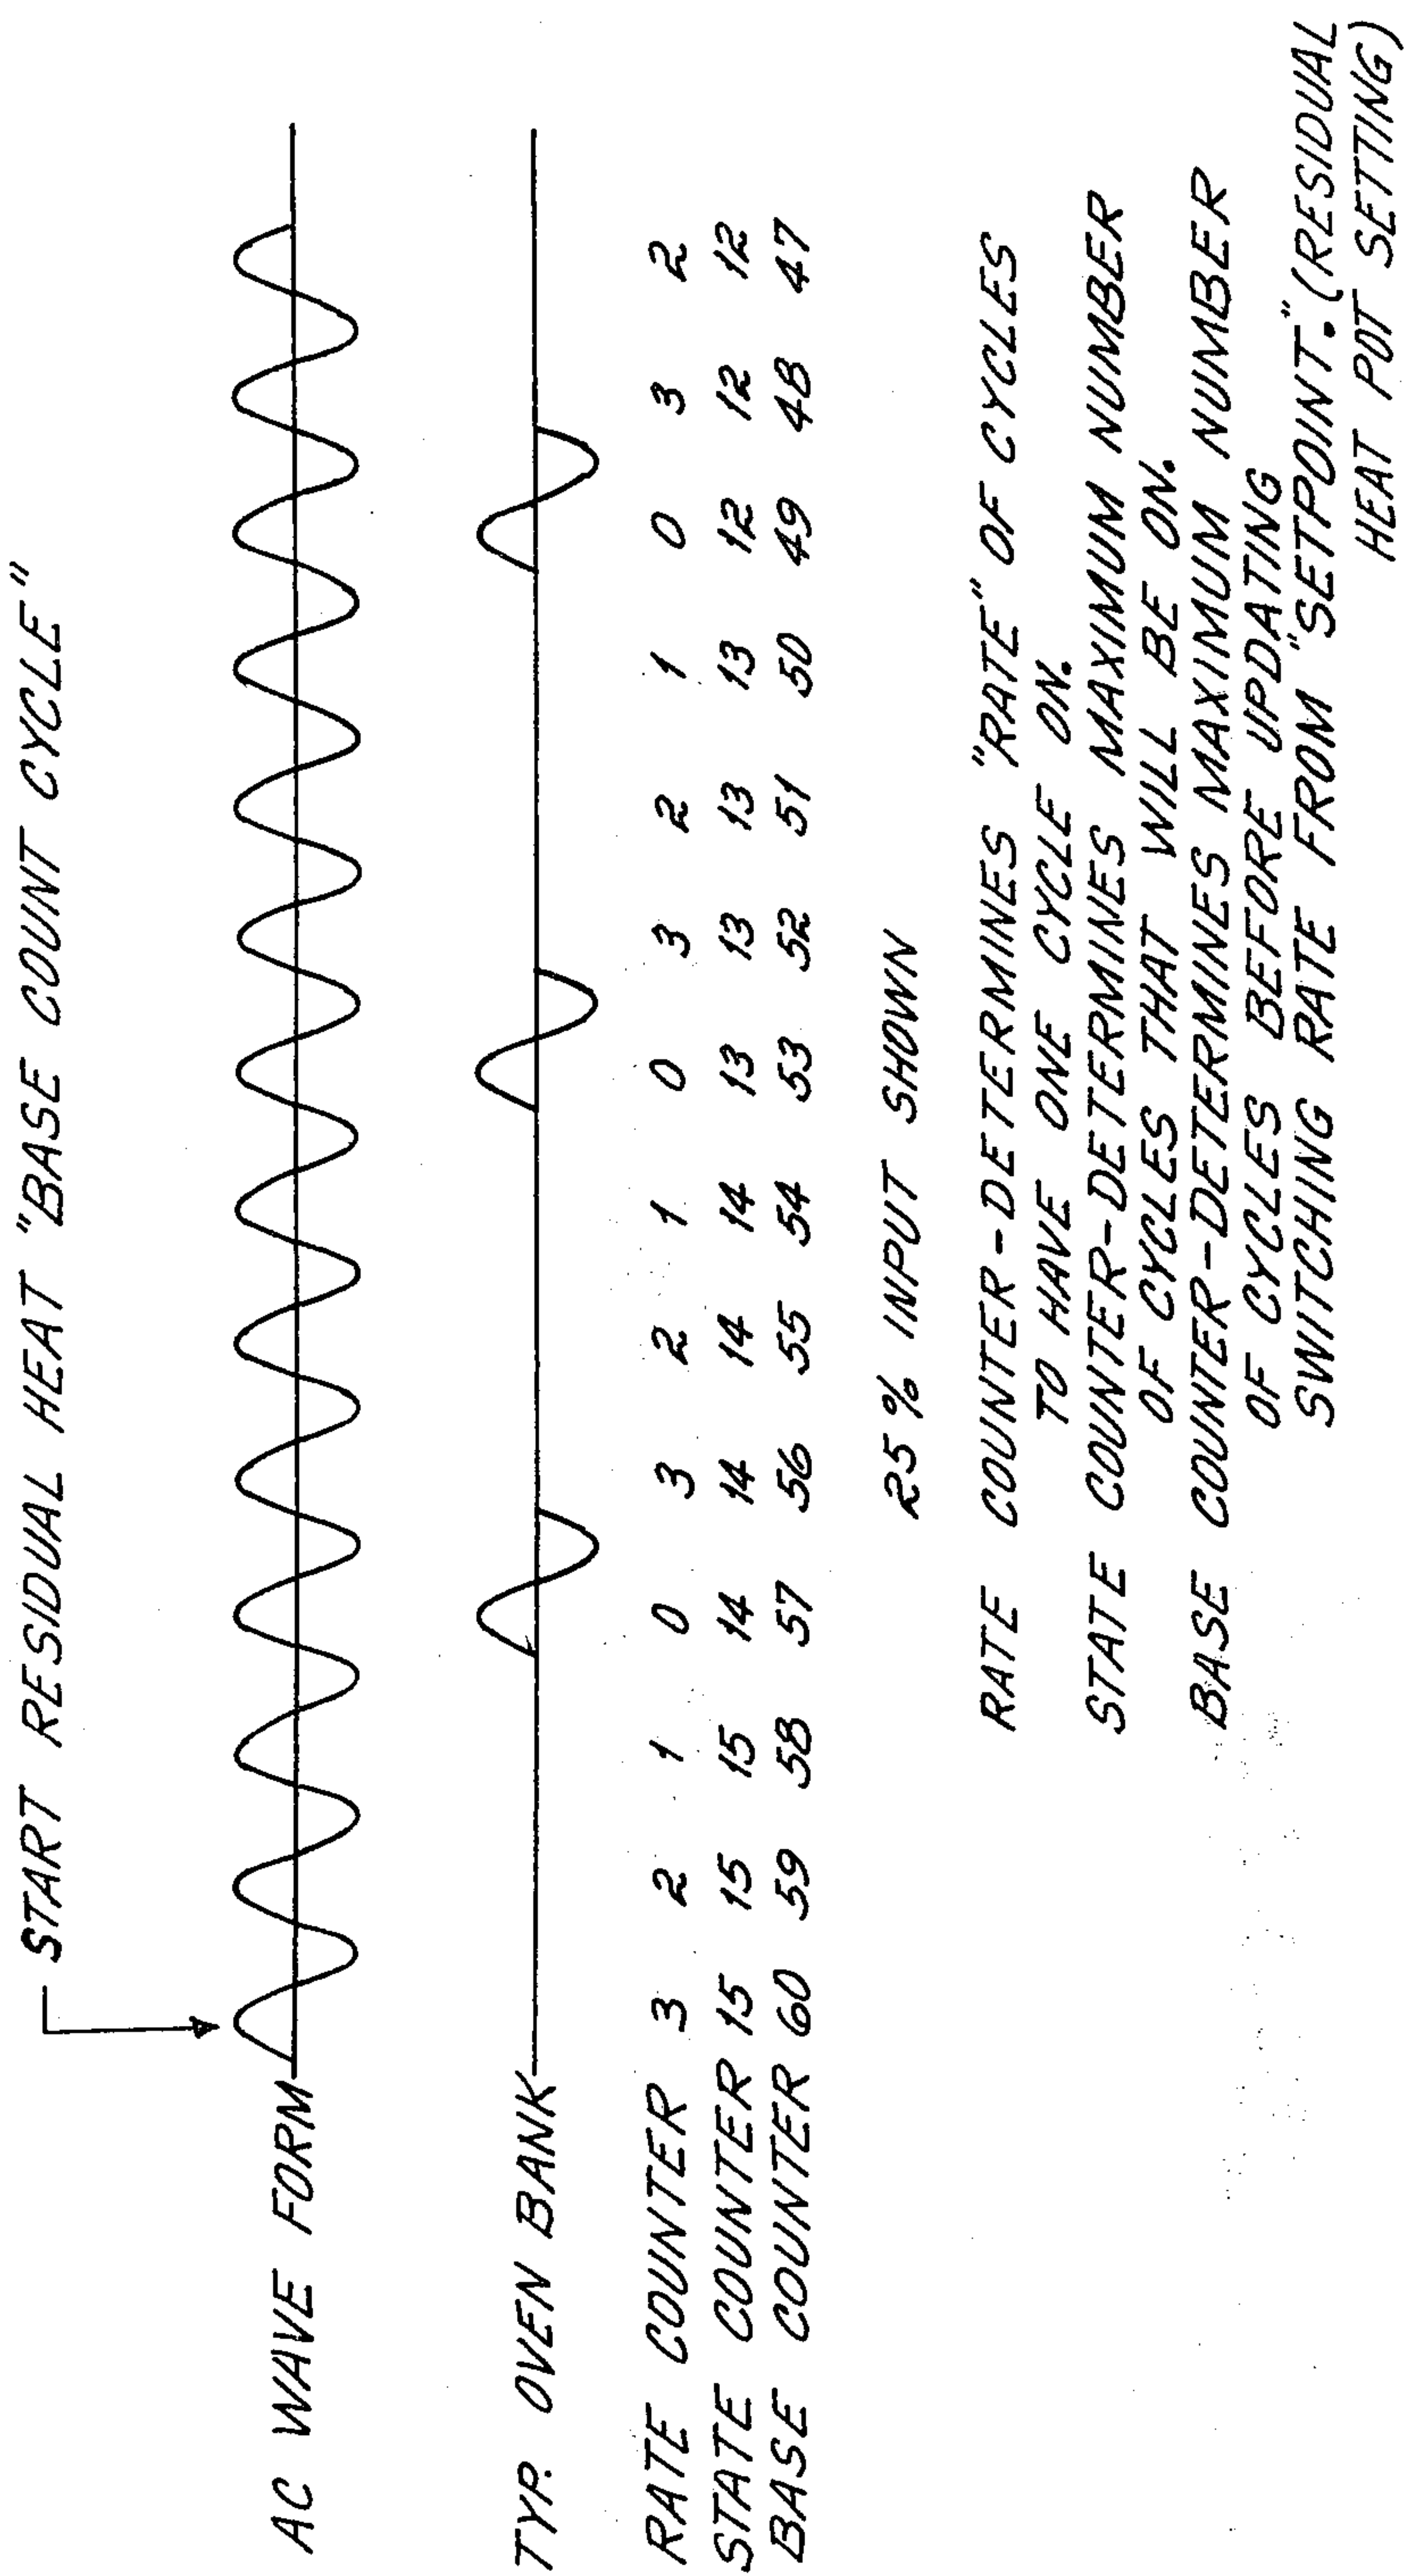 START RESIDUAL HEAT "BASE COUNT CYCLE"
AC WAVE FORM
TYP. OVEN BANK
RATE COUNTER 3 2 1 0 3 2 1 0 3 2 1 0 3 2
STATE COUNTER 15 15 15 14 14 14 14 13 13 13 13 12 12 12
BASE COUNTER 60 59 58 57 56 55 54 53 52 51 50 49 48 47
25% INPUT SHOWN
RATE COUNTER-DETERMINES "RATE" OF CYCLES
TO HAVE ONE CYCLE ON.
STATE COUNTER-DETERMINES MAXIMUM NUMBER
OF CYCLES THAT WILL BE ON.
BASE COUNTER-DETERMINES MAXIMUM NUMBER
OF CYCLES BEFORE UPDATING
SWITCHING RATE FROM "SETPOINT." (RESIDUAL
HEAT POT SETTING)